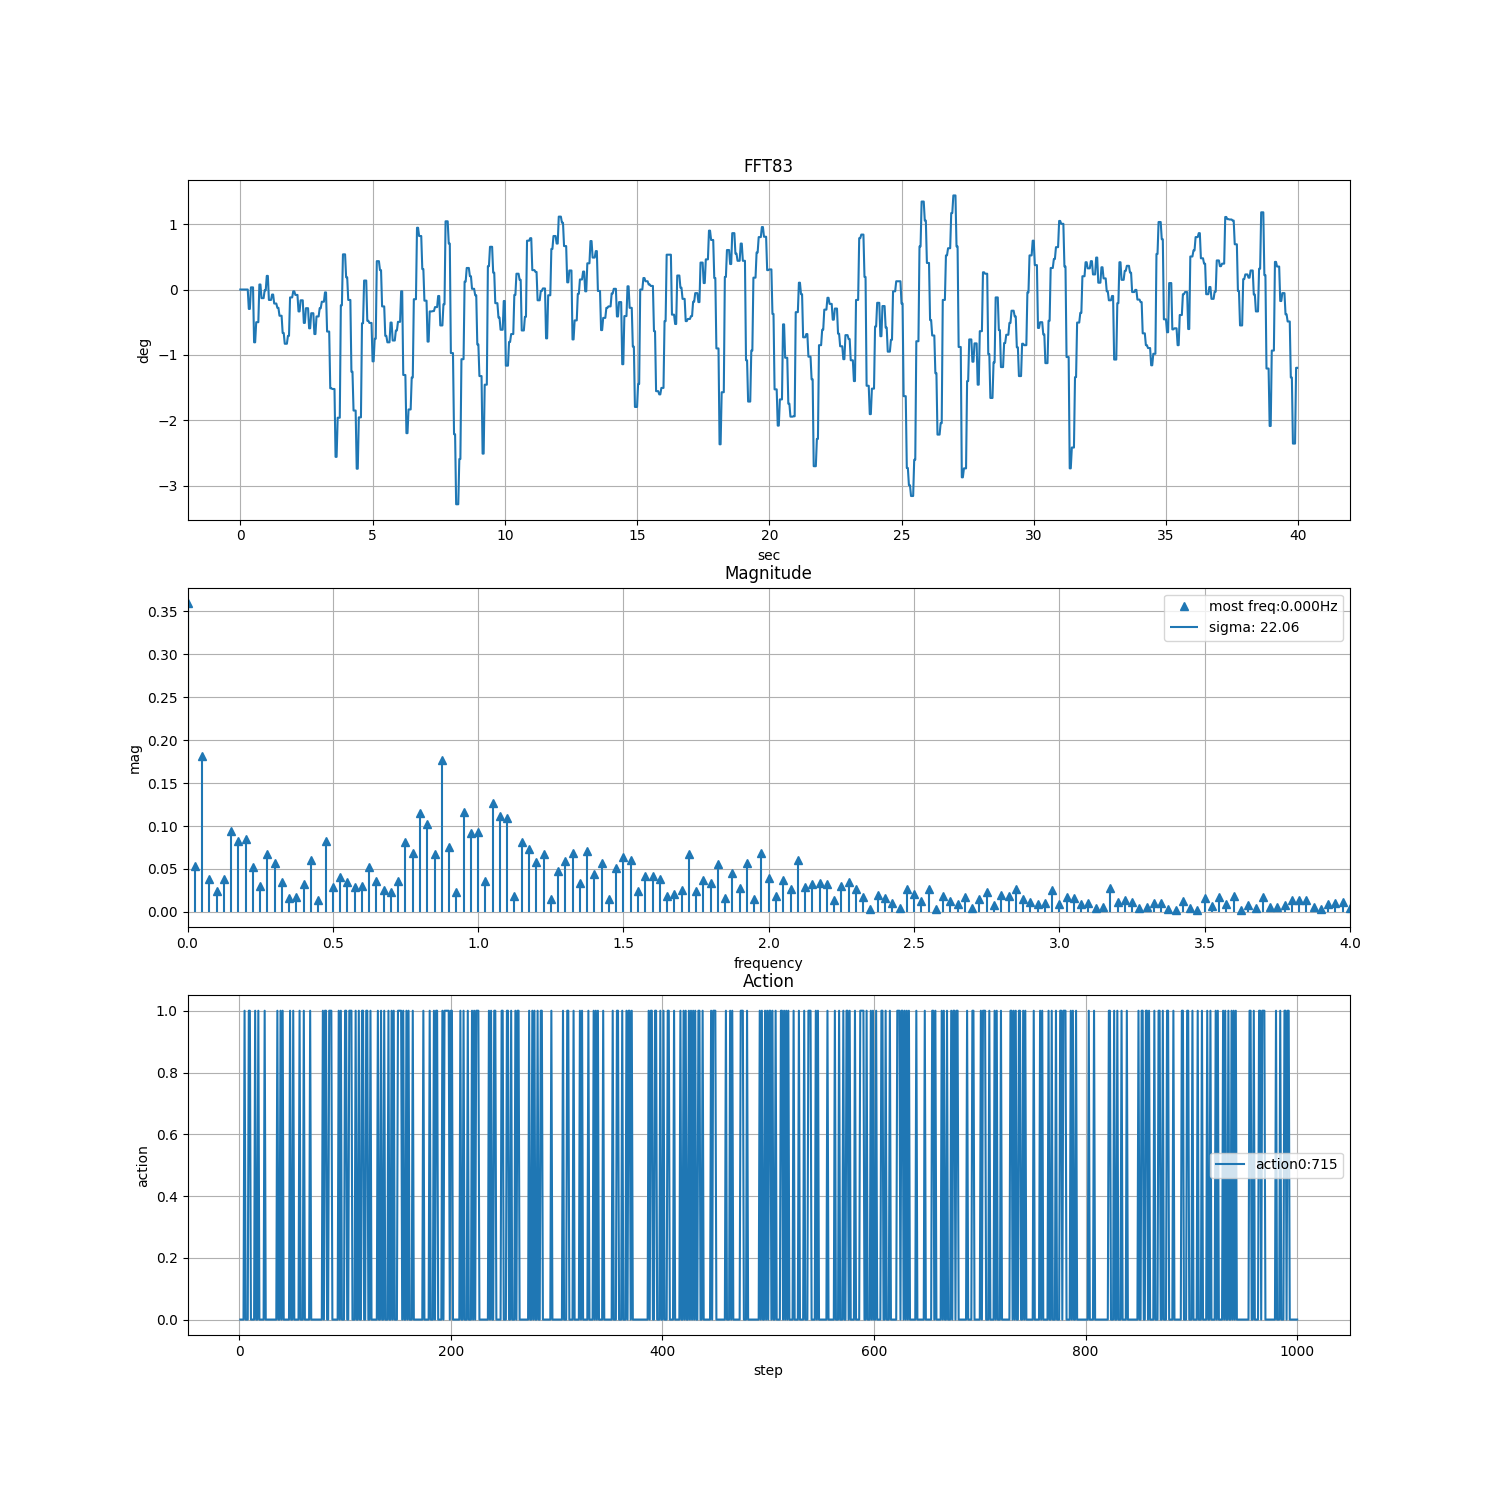 FFT83
1
0
−1
−2
−3
deg
0 5 10 15 20 25 30 35 40
sec
Magnitude
0.35
0.30
0.25
0.20
0.15
0.10
0.05
0.00
mag
most freq:0.000Hz
sigma: 22.06
0.0 0.5 1.0 1.5 2.0 2.5 3.0 3.5 4.0
frequency
Action
1.0
0.8
0.6
0.4
0.2
0.0
action
action0:715
0 200 400 600 800 1000
step